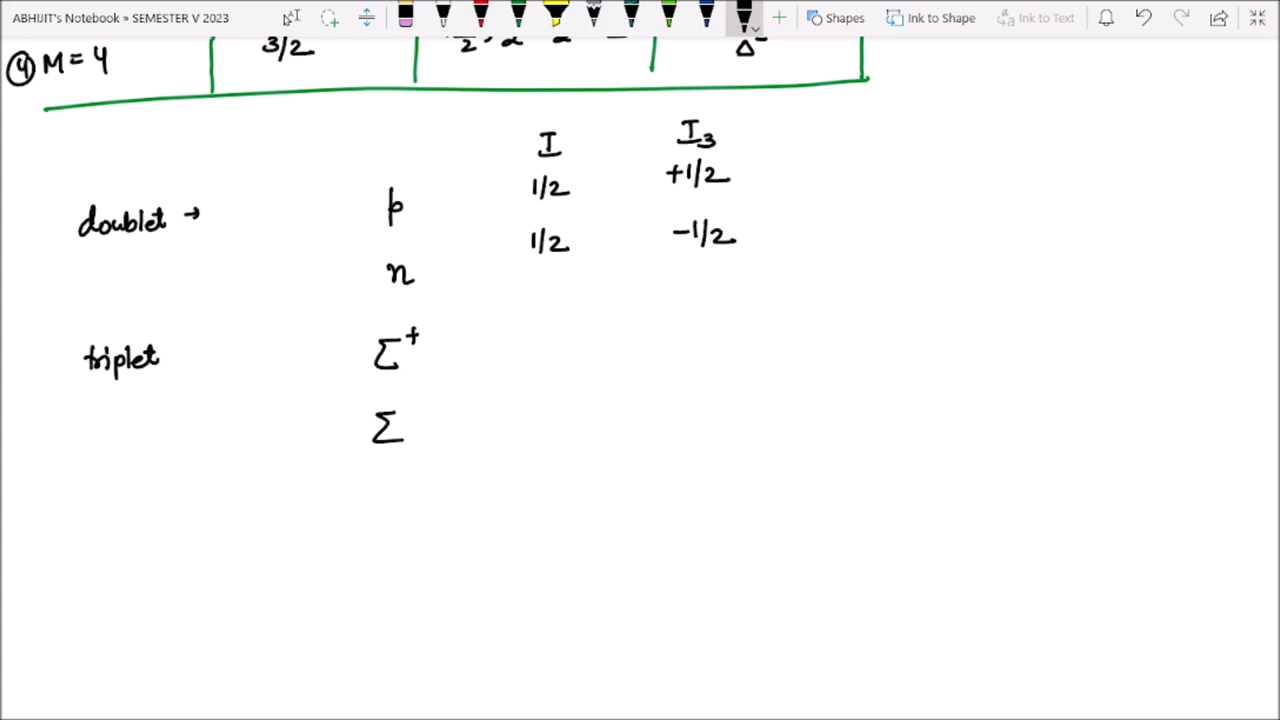 ABHIJIT's Notebook » SEMESTER V 2023
Shapes Ink to Shape Ink to Text
④ M = 4 3/2
I I₃
doublet → p 1/2 +1/2
n 1/2 -1/2
triplet Σ⁺
Σ